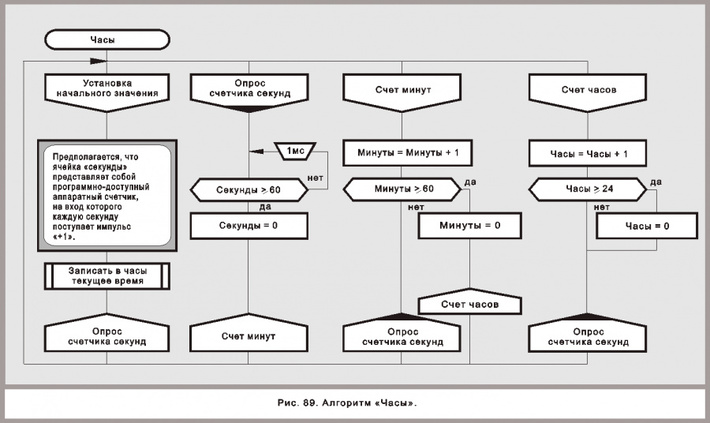 Часы
Установка
начального значения
Предполагается, что
ячейка «секунды»
представляет собой
программно-доступный
аппаратный счетчик,
на вход которого
каждую секунду
поступает импульс
«+1».
Записать в часы
текущее время
Опрос
счетчика секунд
Опрос
счетчика секунд
1мс
нет
Секунды ≥ 60
да
Секунды = 0
Счет минут
Счет минут
Минуты = Минуты + 1
Минуты ≥ 60
да
нет
Минуты = 0
Счет часов
Опрос
счетчика секунд
Счет часов
Часы = Часы + 1
Часы ≥ 24
да
нет
Часы = 0
Опрос
счетчика секунд
Рис. 89. Алгоритм «Часы».